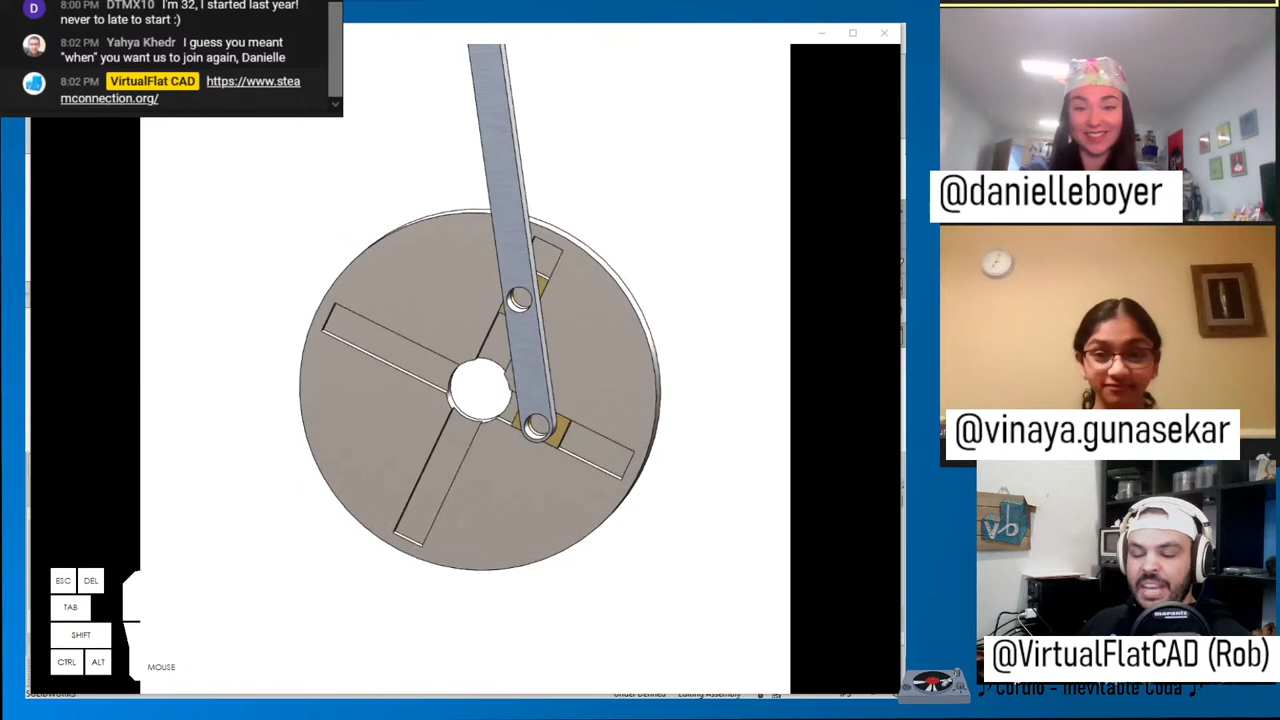 8:00 PM DTMX10 I'm 32, I started last year!
never to late to start :)
8:02 PM Yahya Khedr I guess you meant
"when" you want us to join again, Danielle
8:02 PM VirtualFlat CAD https://www.stea
mconnection.org/
@danielleboyer
@vinaya.gunasekar
@VirtualFlatCAD (Rob)
ESC DEL
TAB
SHIFT
CTRL ALT
MOUSE
SOLIDWORKS
Under Defined Editing Assembly IPS
Cordio - Inevitable Coda
marantz
vb
D